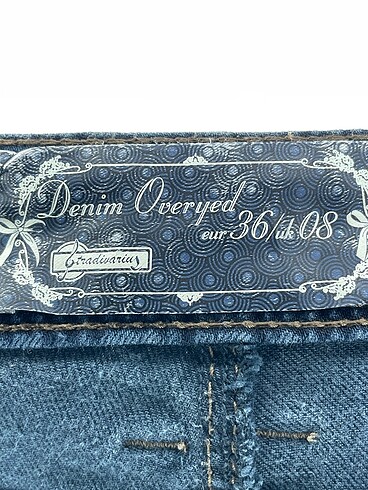 Denim Overyed
eur 36/uk 08
Stradivarius